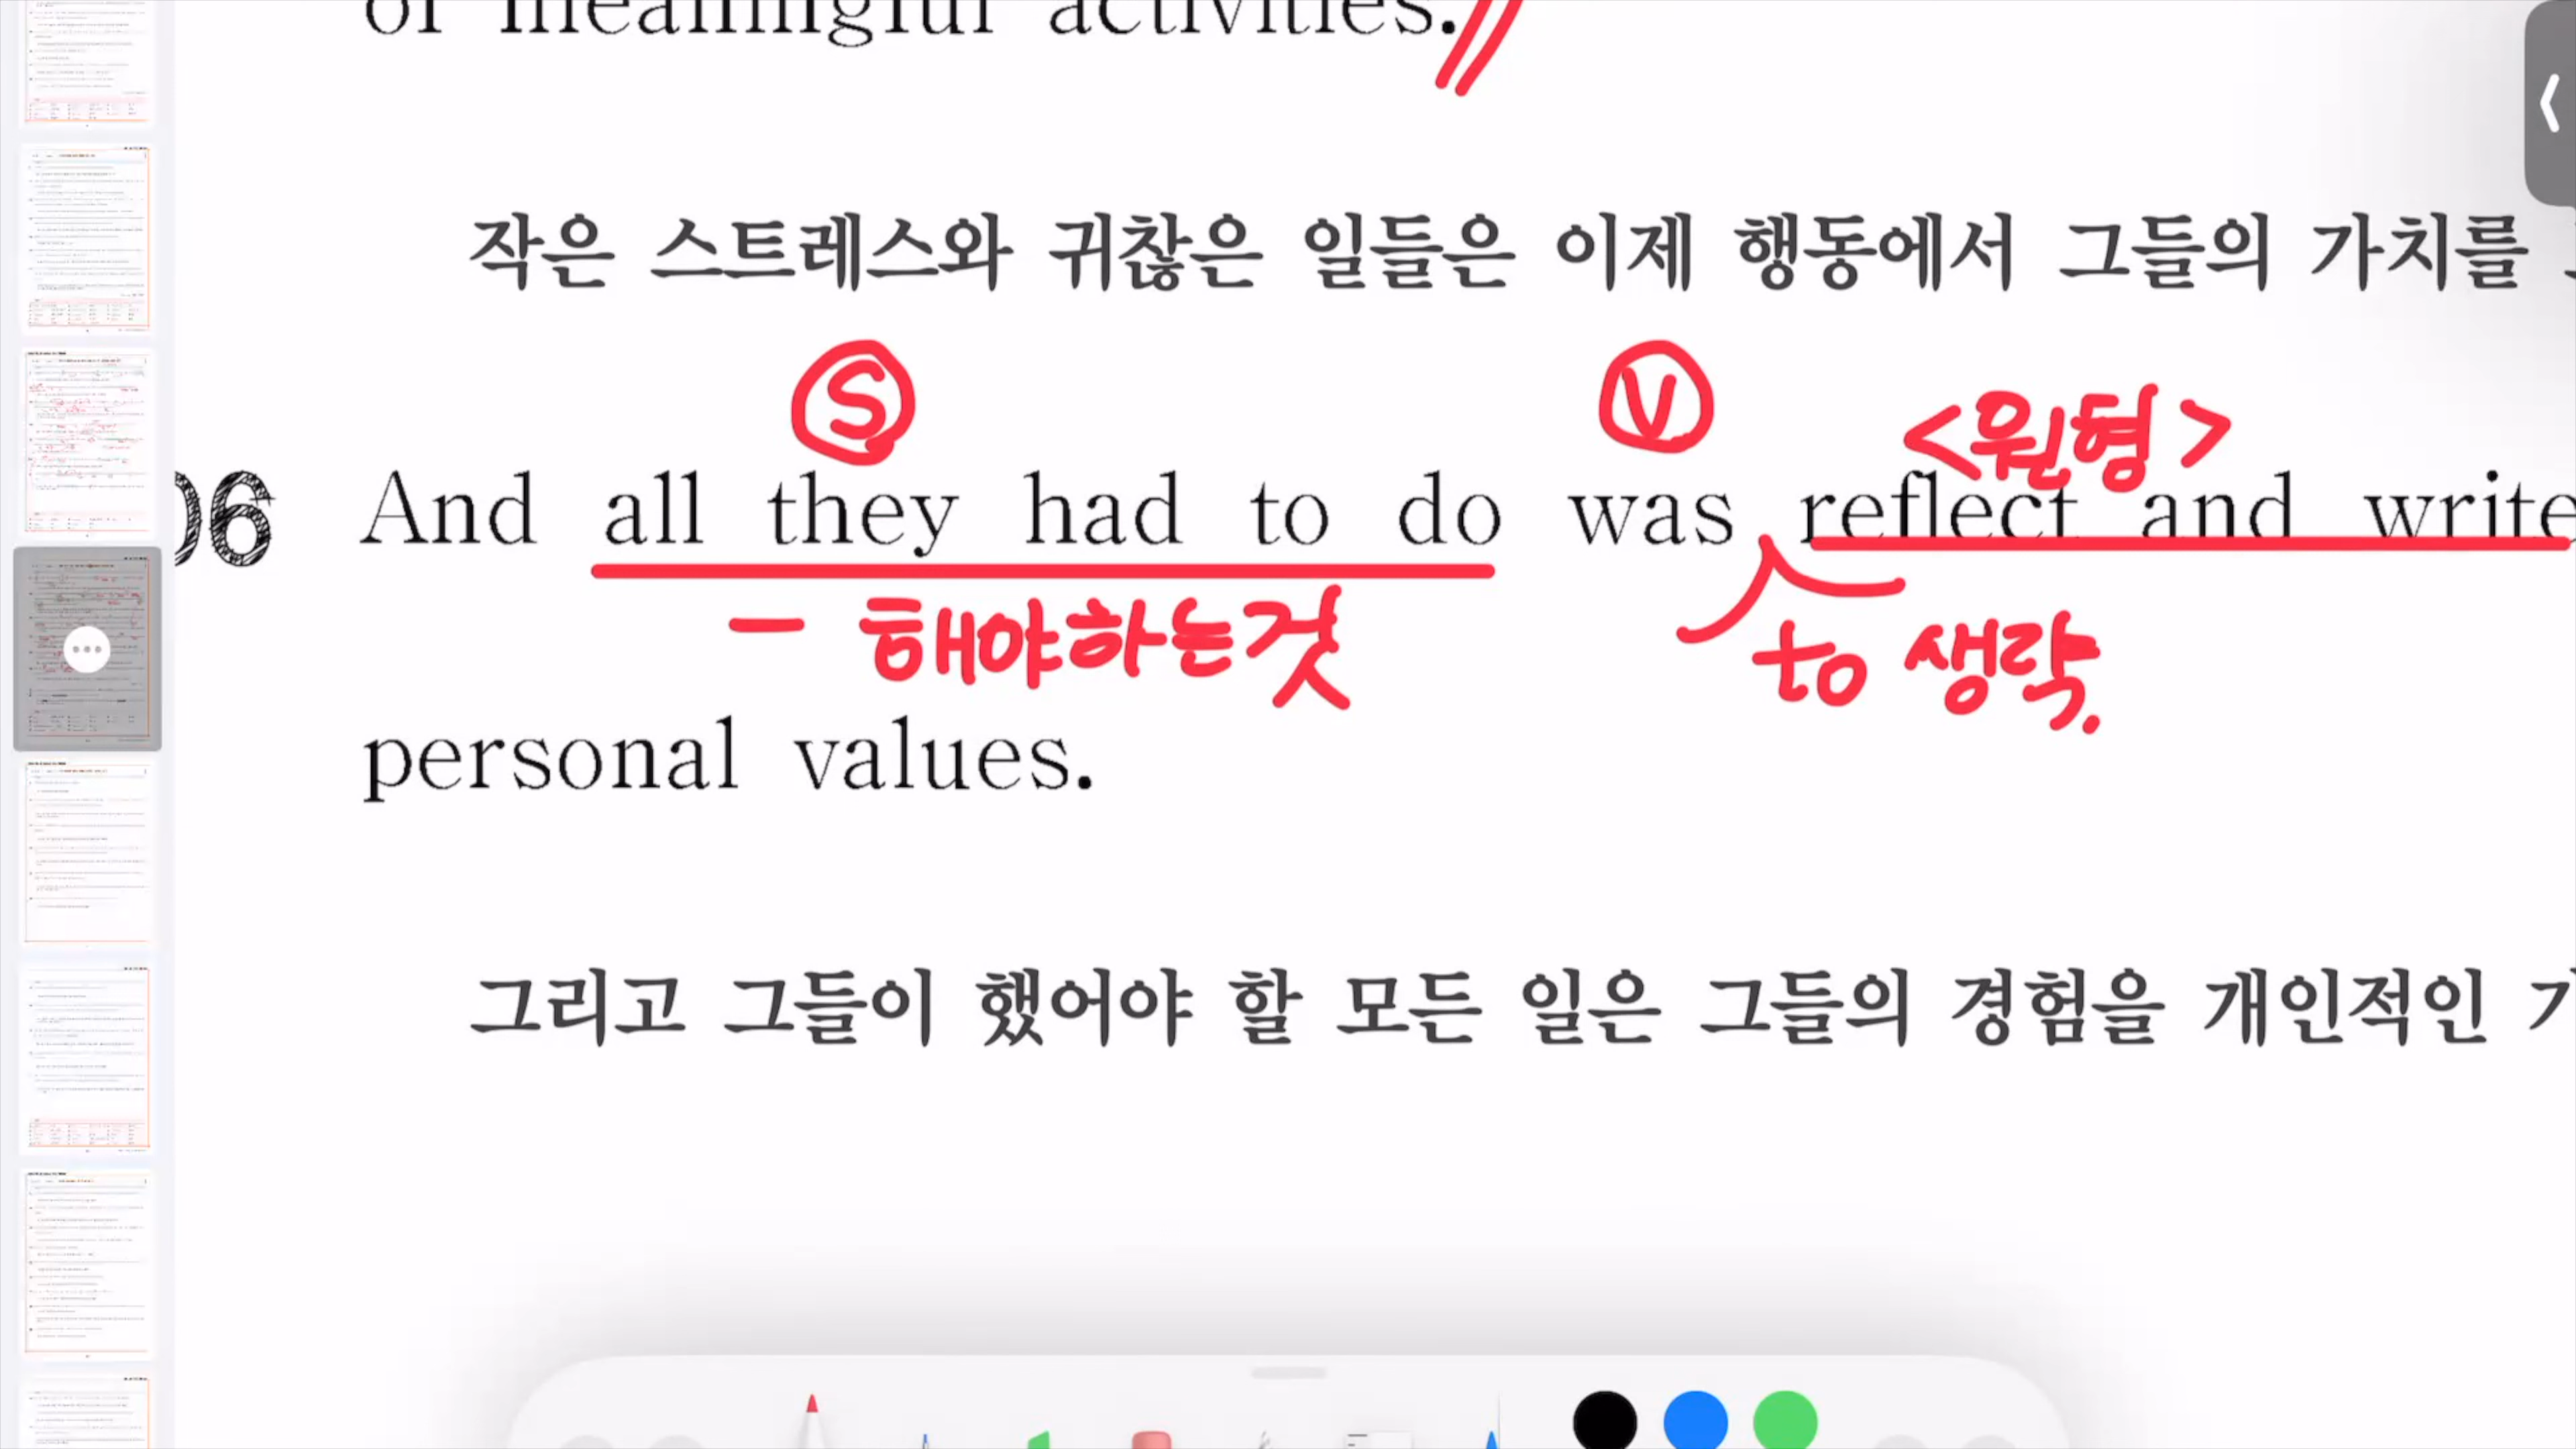 of meaningful activities.
작은 스트레스와 귀찮은 일들은 이제 행동에서 그들의 가치를
S V <원형>
06 And all they had to do was reflect and write
- 해야하는것 to 생략.
personal values.
그리고 그들이 했어야 할 모든 일은 그들의 경험을 개인적인